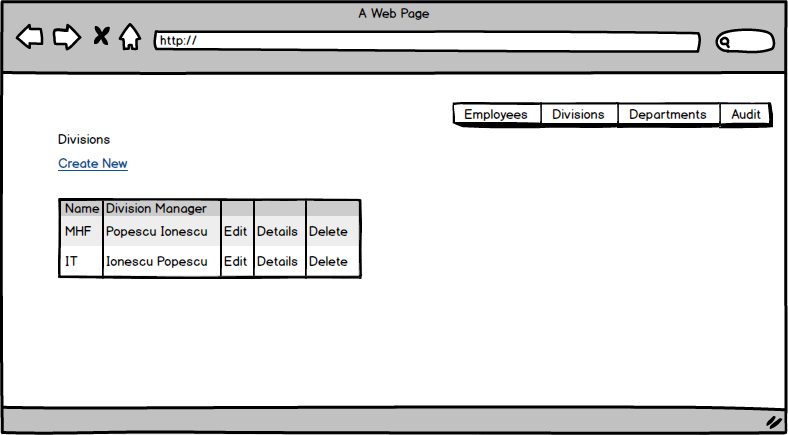 A Web Page
http://
Employees Divisions Departments Audit
Divisions
Create New
Name Division Manager
MHF Popescu Ionescu Edit Details Delete
IT Ionescu Popescu Edit Details Delete